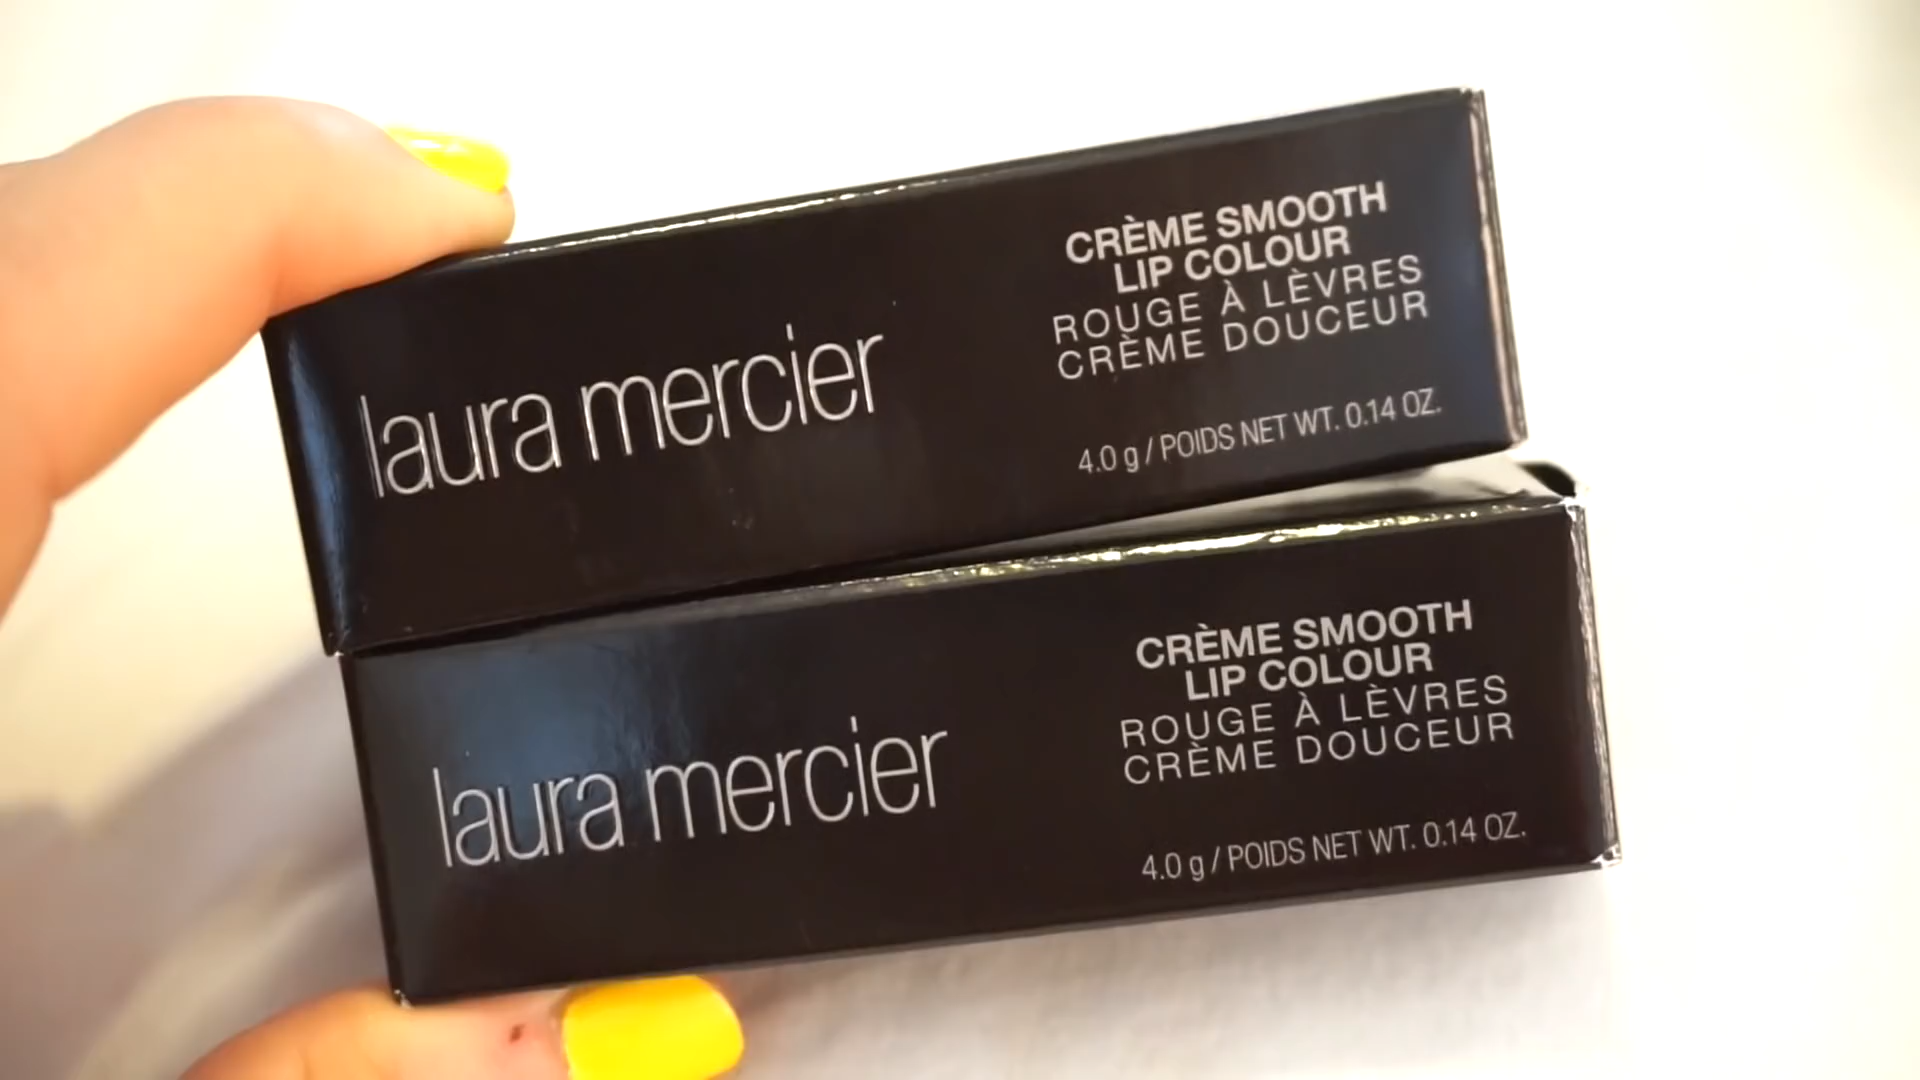 laura mercier
CRÈME SMOOTH
LIP COLOUR
ROUGE À LÈVRES
CRÈME DOUCEUR
4.0 g / POIDS NET WT. 0.14 OZ.
laura mercier
CRÈME SMOOTH
LIP COLOUR
ROUGE À LÈVRES
CRÈME DOUCEUR
4.0 g / POIDS NET WT. 0.14 OZ.